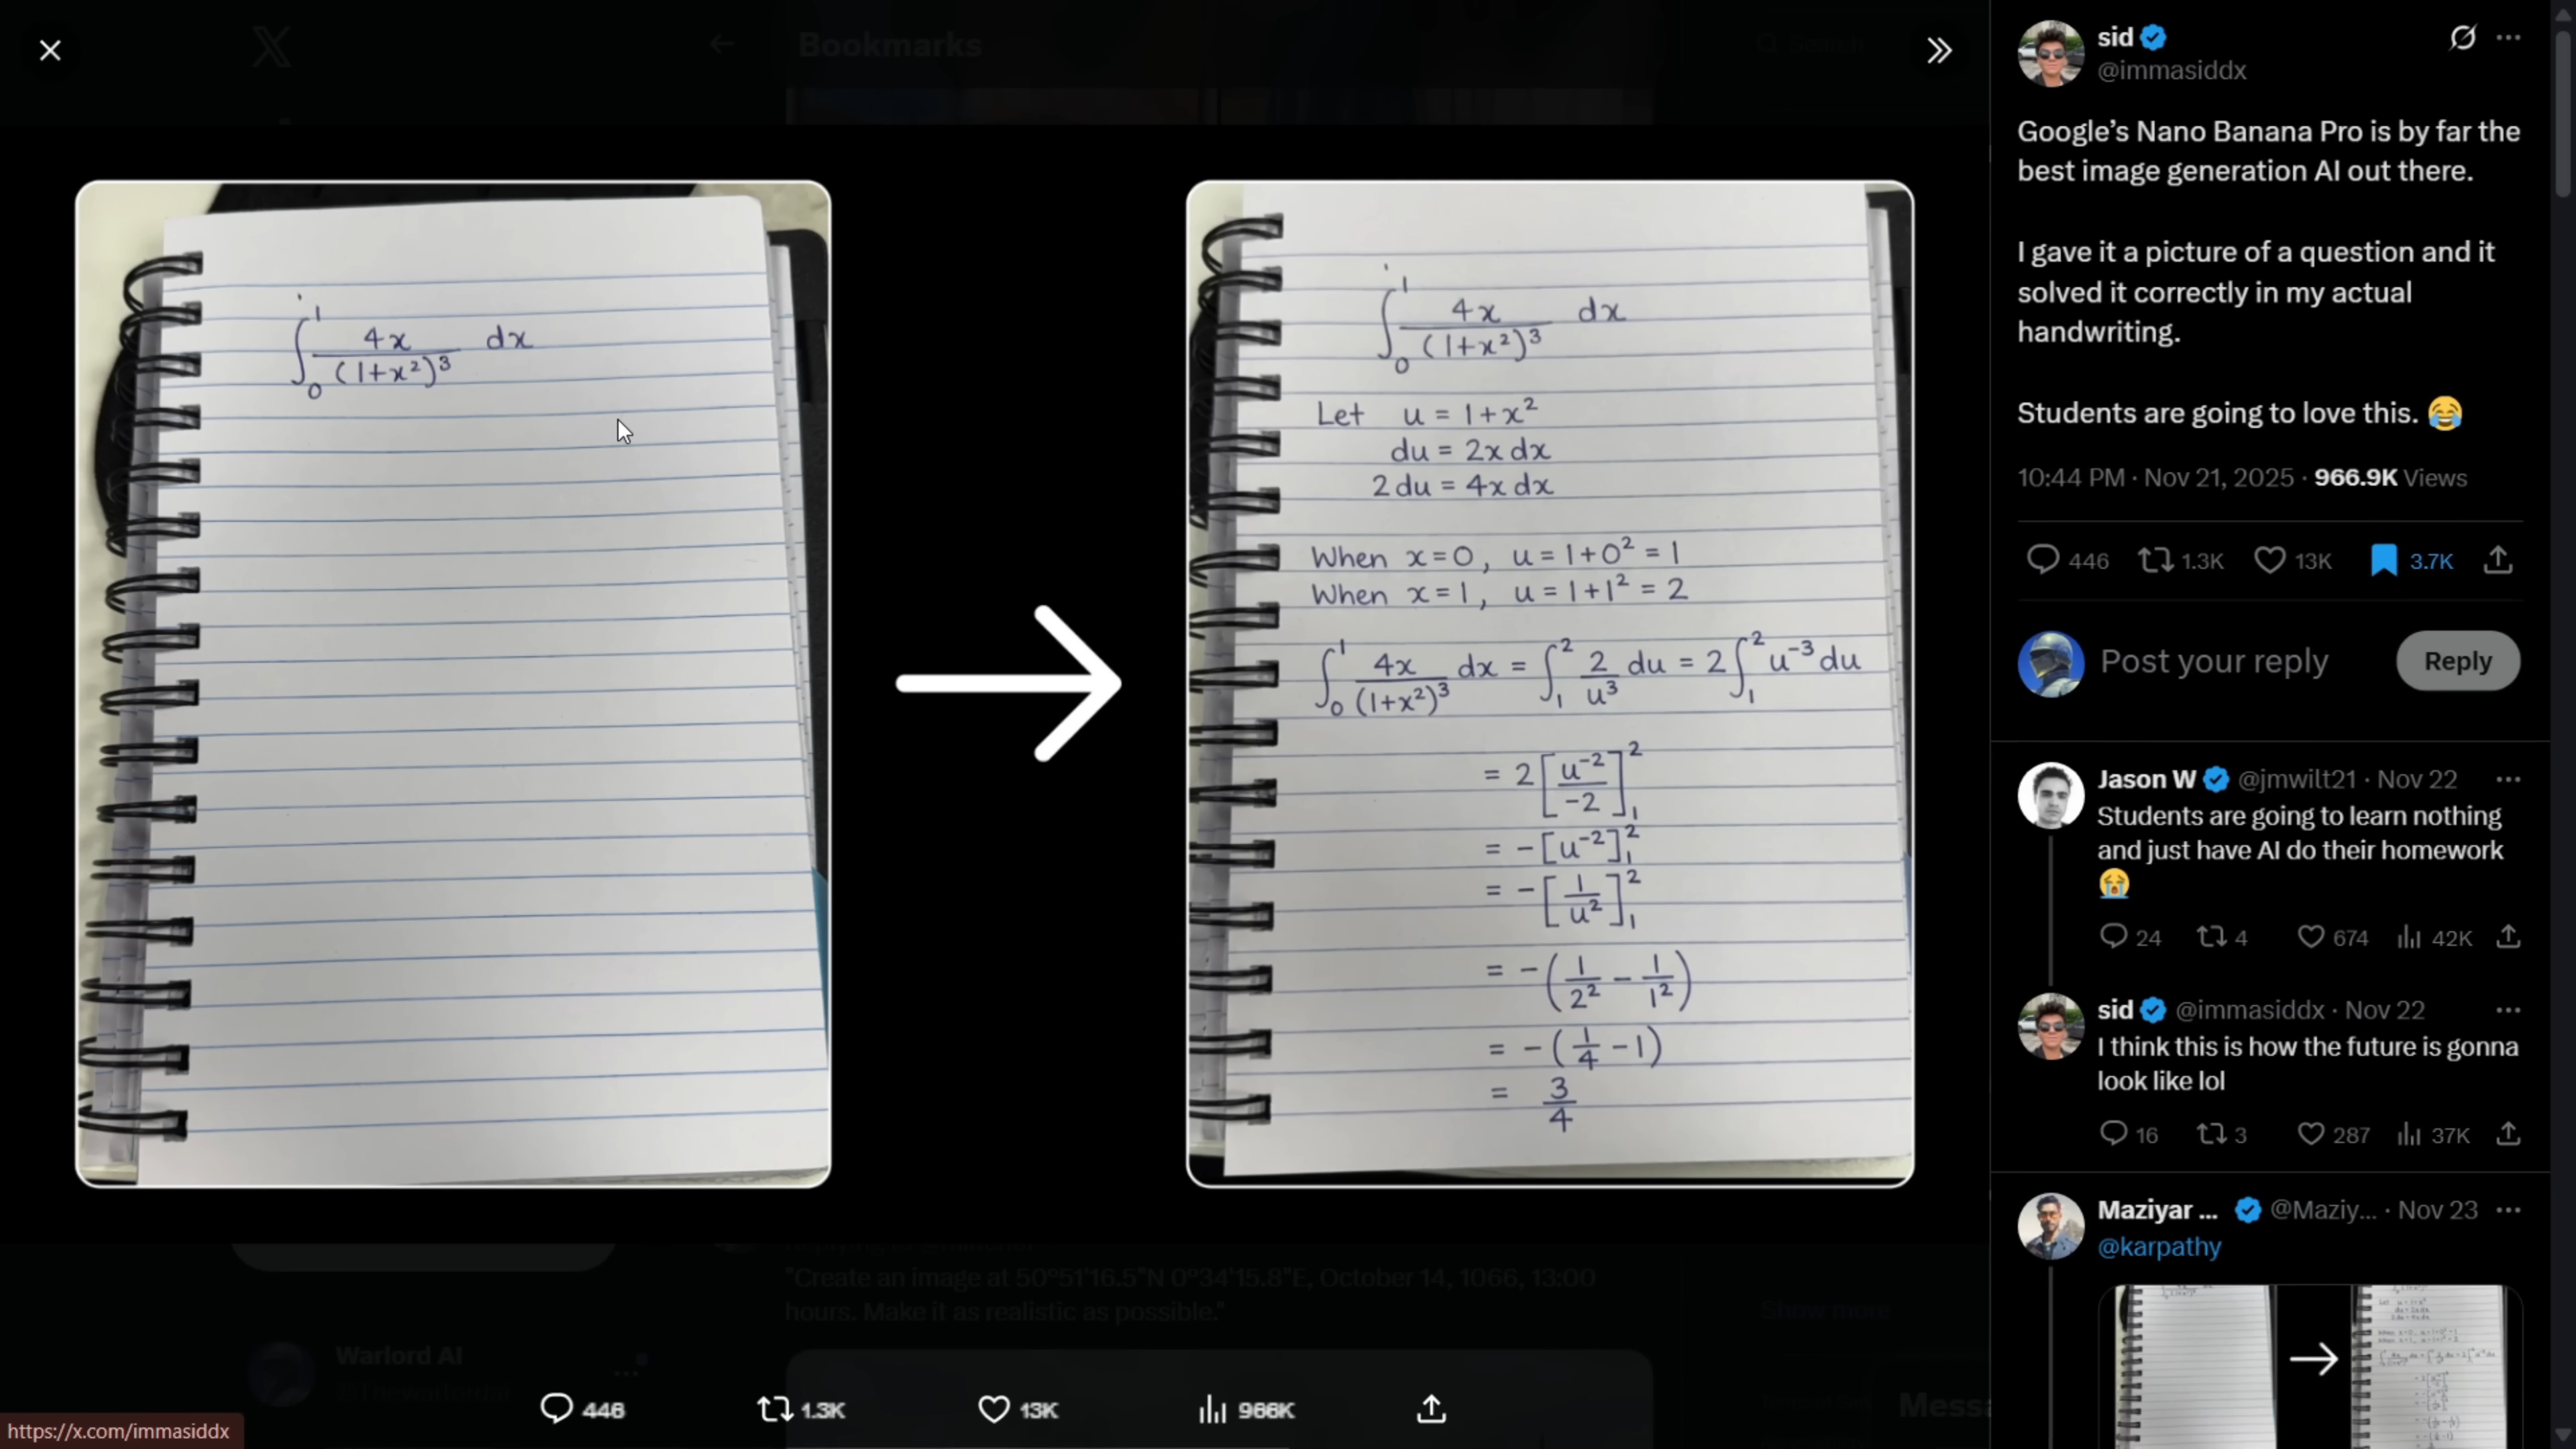 Bookmarks
∫₀¹ 4x/(1+x²)³ dx
∫₀¹ 4x/(1+x²)³ dx
Let u = 1+x²
du = 2x dx
2 du = 4x dx
When x=0, u = 1+0² = 1
When x=1, u = 1+1² = 2
∫₀¹ 4x/(1+x²)³ dx = ∫₁² 2/u³ du = 2∫₁² u⁻³ du
= 2[u⁻²/-2]₁²
= -[u⁻²]₁²
= -[1/u²]₁²
= -(1/2² - 1/1²)
= -(1/4 - 1)
= 3/4
"Create an image at 50°51'16.5"N 0°34'15.8"E, October 14, 1066, 13:00
hours. Make it as realistic as possible."
Show more
Warlord AI
446 1.3K 13K 966K
https://x.com/immasiddx
sid
@immasiddx
Google's Nano Banana Pro is by far the
best image generation AI out there.
I gave it a picture of a question and it
solved it correctly in my actual
handwriting.
Students are going to love this. 😂
10:44 PM · Nov 21, 2025 · 966.9K Views
446 1.3K 13K 3.7K
Post your reply
Reply
Jason W @jmwilt21 · Nov 22
Students are going to learn nothing
and just have AI do their homework
😭
24 4 674 42K
sid @immasiddx · Nov 22
I think this is how the future is gonna
look like lol
16 3 287 37K
Maziyar ... @Maziy... · Nov 23
@karpathy